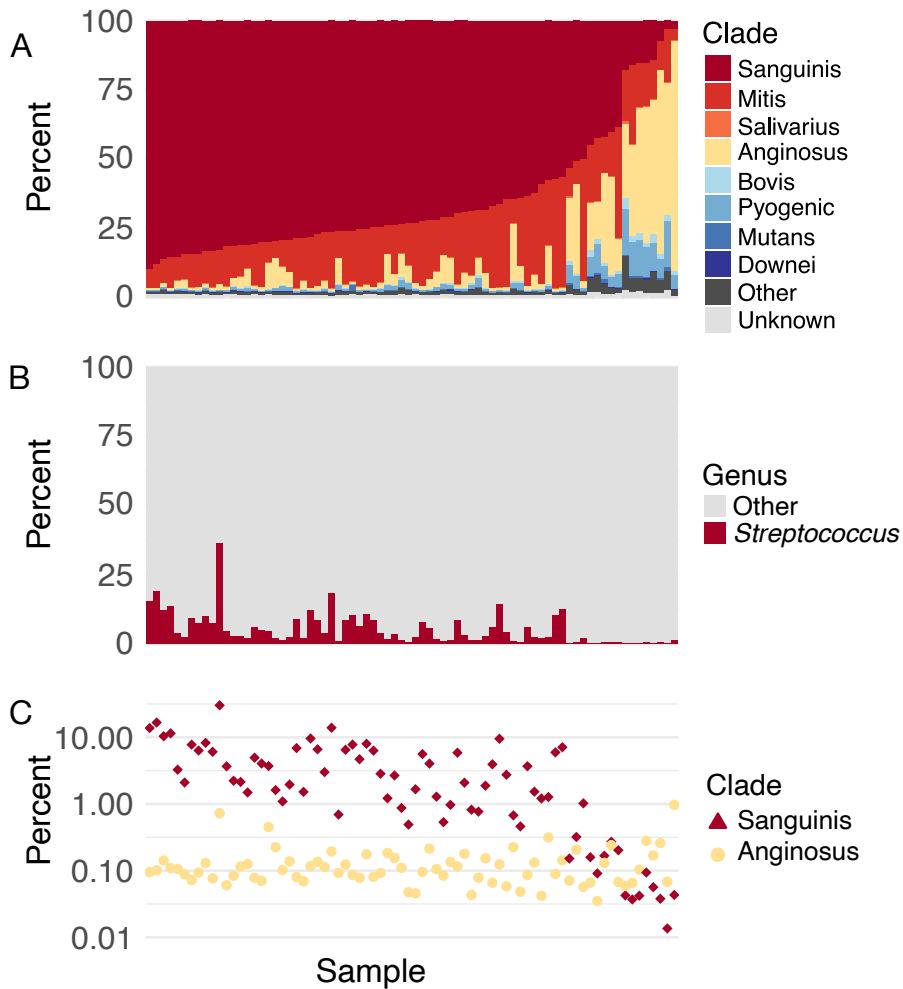 A
100
75
50
25
0
Percent
Clade
Sanguinis
Mitis
Salivarius
Anginosus
Bovis
Pyogenic
Mutans
Downei
Other
Unknown
B
100
75
50
25
0
Percent
Genus
Other
Streptococcus
C
10.00
1.00
0.10
0.01
Percent
Clade
Sanguinis
Anginosus
Sample